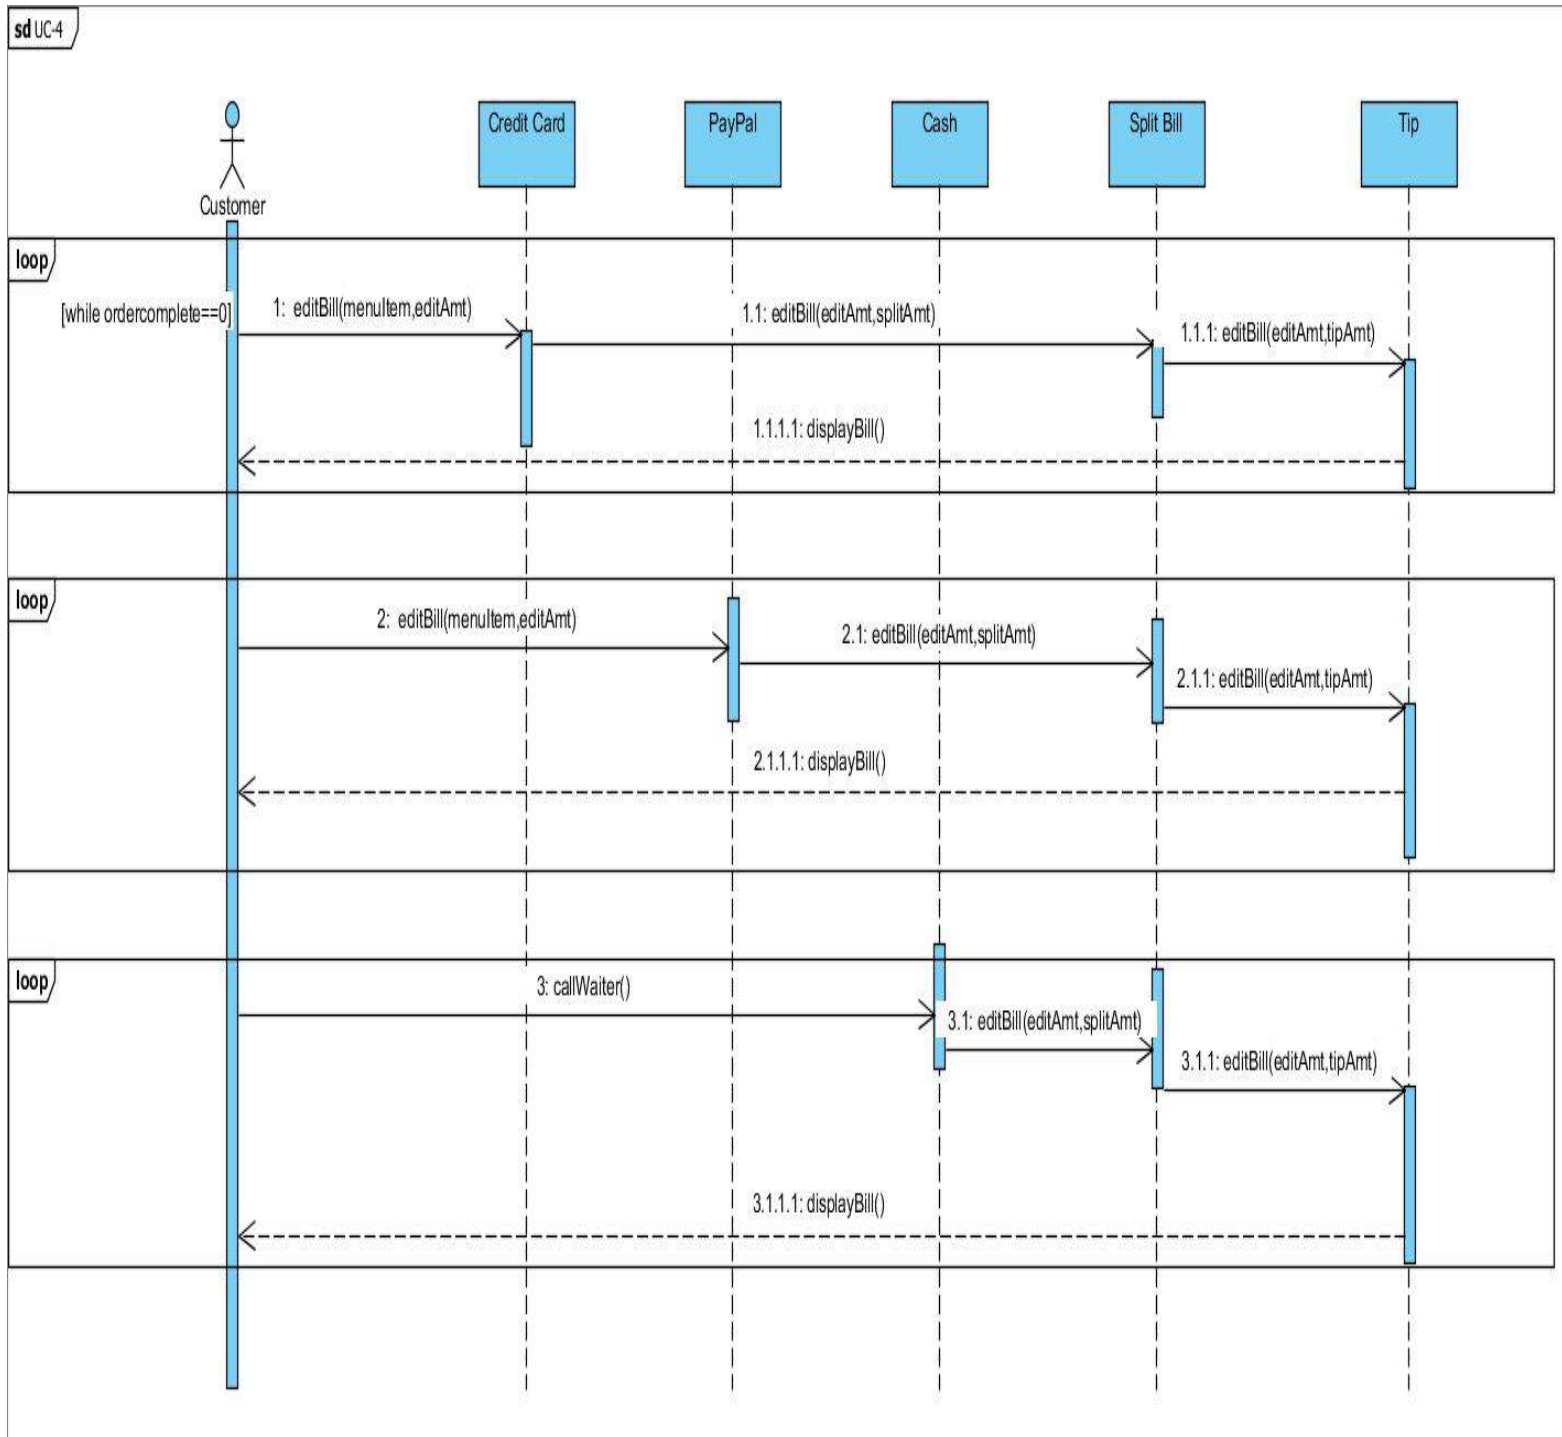 sd UC-4
Customer
Credit Card
PayPal
Cash
Split Bill
Tip
loop
[while ordercomplete==0]
1: editBill(menuItem,editAmt)
1.1: editBill(editAmt,splitAmt)
1.1.1: editBill(editAmt,tipAmt)
1.1.1.1: displayBill()
loop
2: editBill(menuItem,editAmt)
2.1: editBill(editAmt,splitAmt)
2.1.1: editBill(editAmt,tipAmt)
2.1.1.1: displayBill()
loop
3: callWaiter()
3.1: editBill(editAmt,splitAmt)
3.1.1: editBill(editAmt,tipAmt)
3.1.1.1: displayBill()